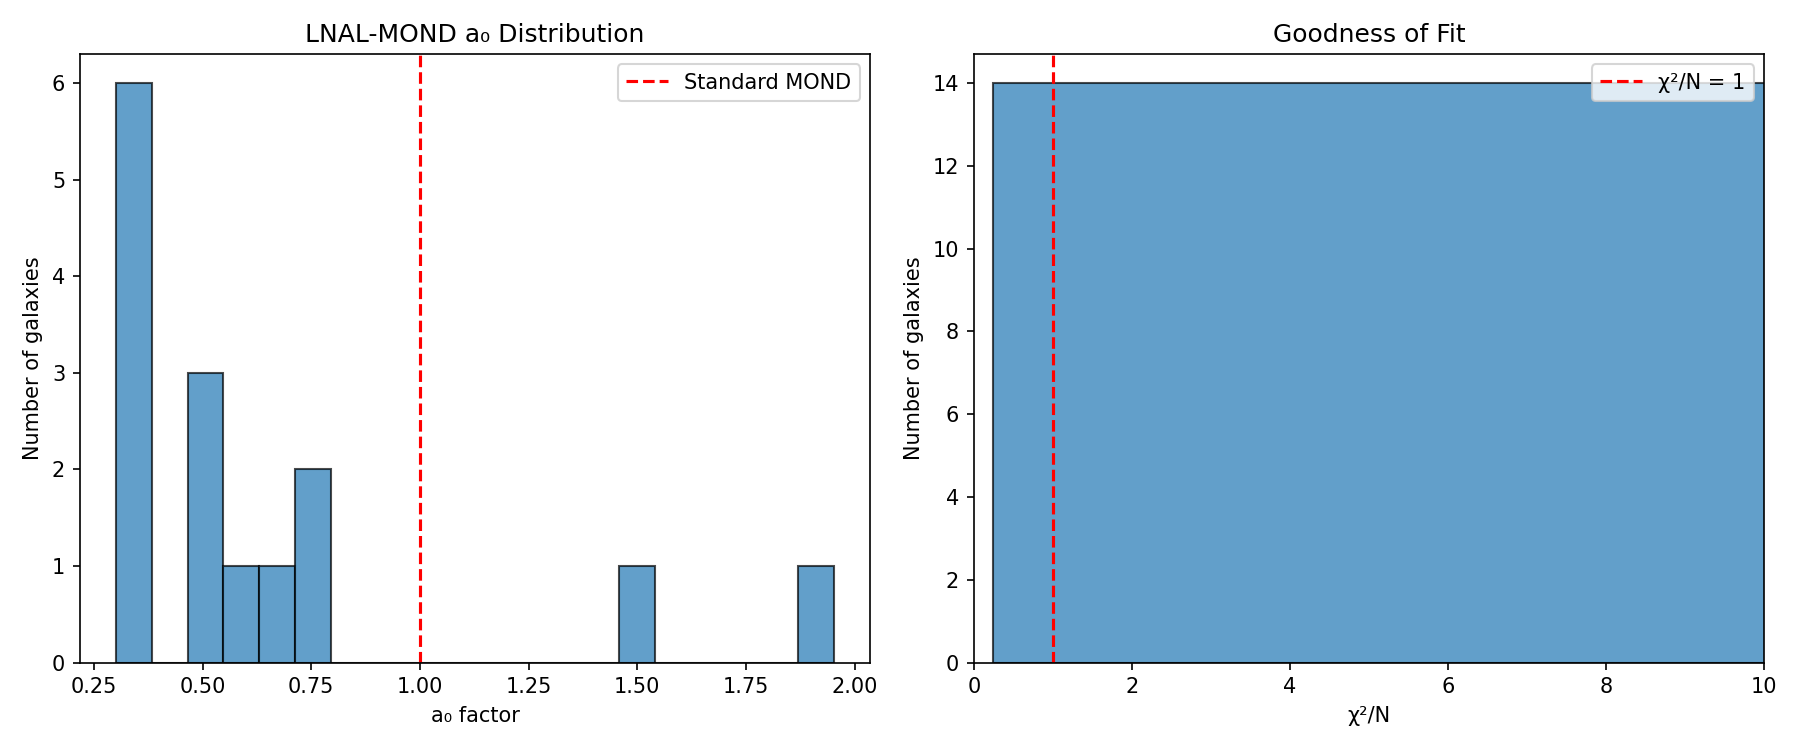 LNAL-MOND a₀ Distribution
Number of galaxies
6
5
4
3
2
1
0
Standard MOND
0.25 0.50 0.75 1.00 1.25 1.50 1.75 2.00
a₀ factor
Goodness of Fit
Number of galaxies
14
12
10
8
6
4
2
0
χ²/N = 1
0 2 4 6 8 10
χ²/N